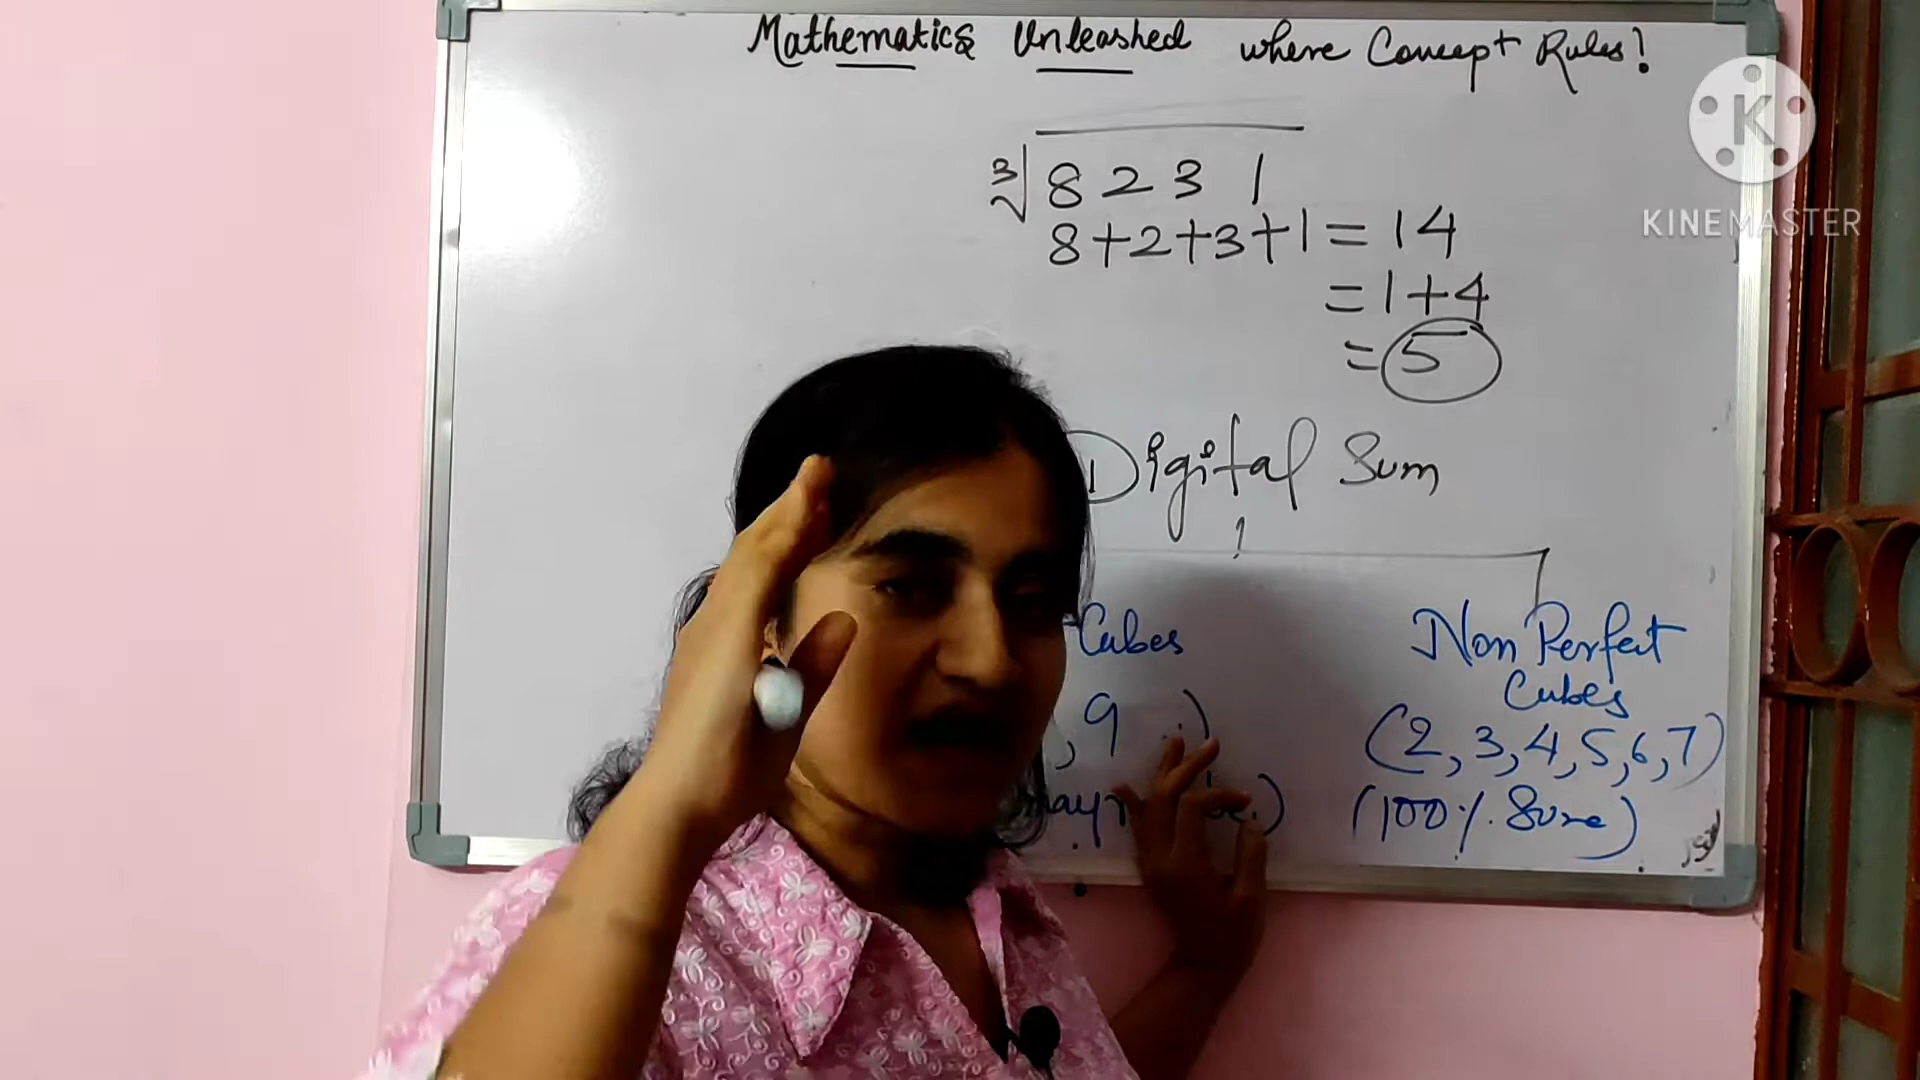 Mathematics Unleashed where Concept Rules!
K
KINEMASTER
∛8231
8+2+3+1=14
=1+4
=5
Digital Sum
Cubes
Non Perfect
Cubes
, 9
(2,3,4,5,6,7)
may
(100% Sure)